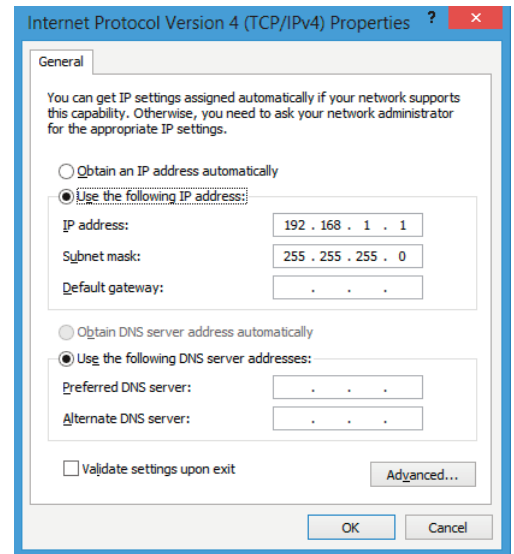 Internet Protocol Version 4 (TCP/IPv4) Properties ? ×
General
You can get IP settings assigned automatically if your network supports
this capability. Otherwise, you need to ask your network administrator
for the appropriate IP settings.
Obtain an IP address automatically
Use the following IP address:
IP address: 192 . 168 . 1 . 1
Subnet mask: 255 . 255 . 255 . 0
Default gateway: . . .
Obtain DNS server address automatically
Use the following DNS server addresses:
Preferred DNS server: . . .
Alternate DNS server: . . .
Validate settings upon exit
Advanced...
OK Cancel